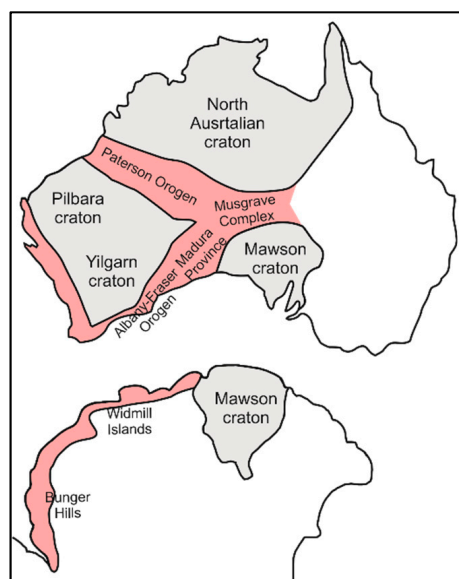 North
Ausrtalian
craton
Paterson Orogen
Pilbara
craton
Musgrave
Complex
Yilgarn
craton
Madura
Province
Mawson
craton
Albany-Fraser
Orogen
Mawson
craton
Widmill
Islands
Bunger
Hills